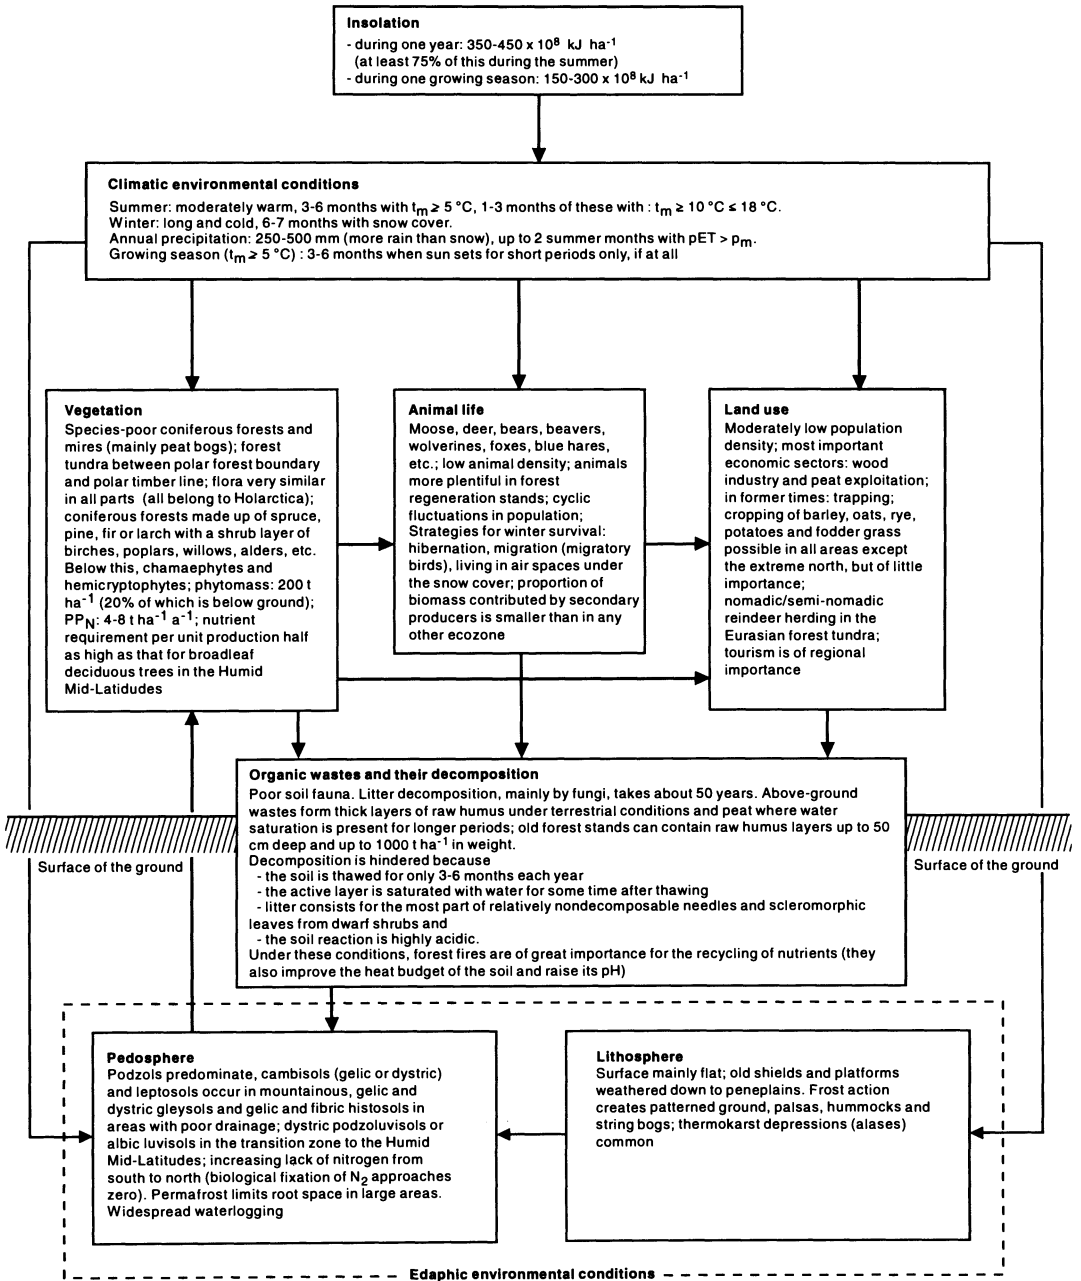 Insolation
- during one year: 350-450 x 10⁸ kJ ha⁻¹
(at least 75% of this during the summer)
- during one growing season: 150-300 x 10⁸ kJ ha⁻¹
Climatic environmental conditions
Summer: moderately warm, 3-6 months with tₘ ≥ 5 °C, 1-3 months of these with : tₘ ≥ 10 °C ≤ 18 °C.
Winter: long and cold, 6-7 months with snow cover.
Annual precipitation: 250-500 mm (more rain than snow), up to 2 summer months with pET > pₘ.
Growing season (tₘ ≥ 5 °C) : 3-6 months when sun sets for short periods only, if at all
Vegetation
Species-poor coniferous forests and
mires (mainly peat bogs); forest
tundra between polar forest boundary
and polar timber line; flora very similar
in all parts (all belong to Holarctica);
coniferous forests made up of spruce,
pine, fir or larch with a shrub layer of
birches, poplars, willows, alders, etc.
Below this, chamaephytes and
hemicryptophytes; phytomass: 200 t
ha⁻¹ (20% of which is below ground);
PP_N: 4-8 t ha⁻¹ a⁻¹; nutrient
requirement per unit production half
as high as that for broadleaf
deciduous trees in the Humid
Mid-Latidudes
Animal life
Moose, deer, bears, beavers,
wolverines, foxes, blue hares,
etc.; low animal density; animals
more plentiful in forest
regeneration stands; cyclic
fluctuations in population;
Strategies for winter survival:
hibernation, migration (migratory
birds), living in air spaces under
the snow cover; proportion of
biomass contributed by secondary
producers is smaller than in any
other ecozone
Land use
Moderately low population
density; most important
economic sectors: wood
industry and peat exploitation;
in former times: trapping;
cropping of barley, oats, rye,
potatoes and fodder grass
possible in all areas except
the extreme north, but of little
importance;
nomadic/semi-nomadic
reindeer herding in the
Eurasian forest tundra;
tourism is of regional
importance
Organic wastes and their decomposition
Poor soil fauna. Litter decomposition, mainly by fungi, takes about 50 years. Above-ground
wastes form thick layers of raw humus under terrestrial conditions and peat where water
saturation is present for longer periods; old forest stands can contain raw humus layers up to 50
cm deep and up to 1000 t ha⁻¹ in weight.
Decomposition is hindered because
- the soil is thawed for only 3-6 months each year
- the active layer is saturated with water for some time after thawing
- litter consists for the most part of relatively nondecomposable needles and scleromorphic
leaves from dwarf shrubs and
- the soil reaction is highly acidic.
Under these conditions, forest fires are of great importance for the recycling of nutrients (they
also improve the heat budget of the soil and raise its pH)
Surface of the ground
Surface of the ground
Pedosphere
Podzols predominate, cambisols (gelic or dystric)
and leptosols occur in mountainous, gelic and
dystric gleysols and gelic and fibric histosols in
areas with poor drainage; dystric podzoluvisols or
albic luvisols in the transition zone to the Humid
Mid-Latitudes; increasing lack of nitrogen from
south to north (biological fixation of N₂ approaches
zero). Permafrost limits root space in large areas.
Widespread waterlogging
Lithosphere
Surface mainly flat; old shields and platforms
weathered down to peneplains. Frost action
creates patterned ground, palsas, hummocks and
string bogs; thermokarst depressions (alases)
common
Edaphic environmental conditions